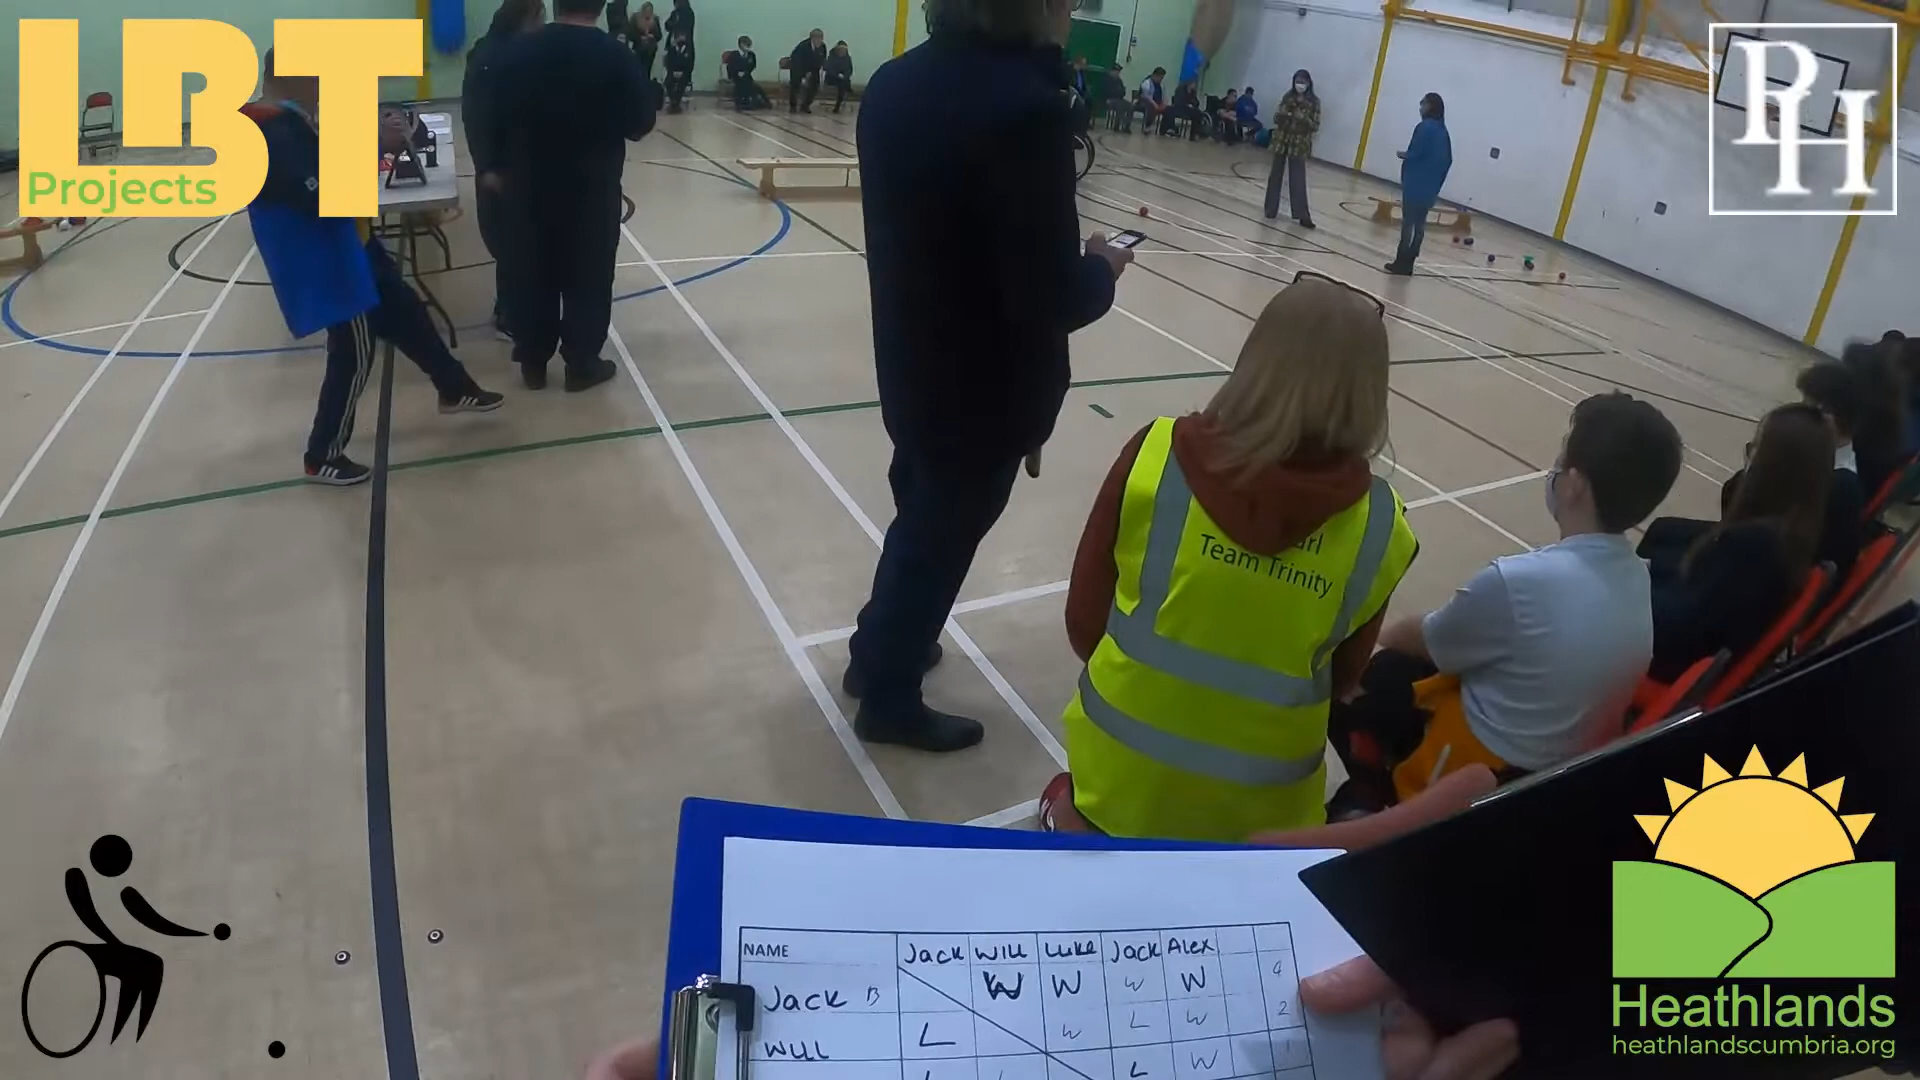 LBT
Projects
PH
arl
Team Trinity
NAME Jack Will Luke Jack Alex
Jack B W W W W 4
Will L W L W 2
L L W 1
Heathlands
heathlandscumbria.org